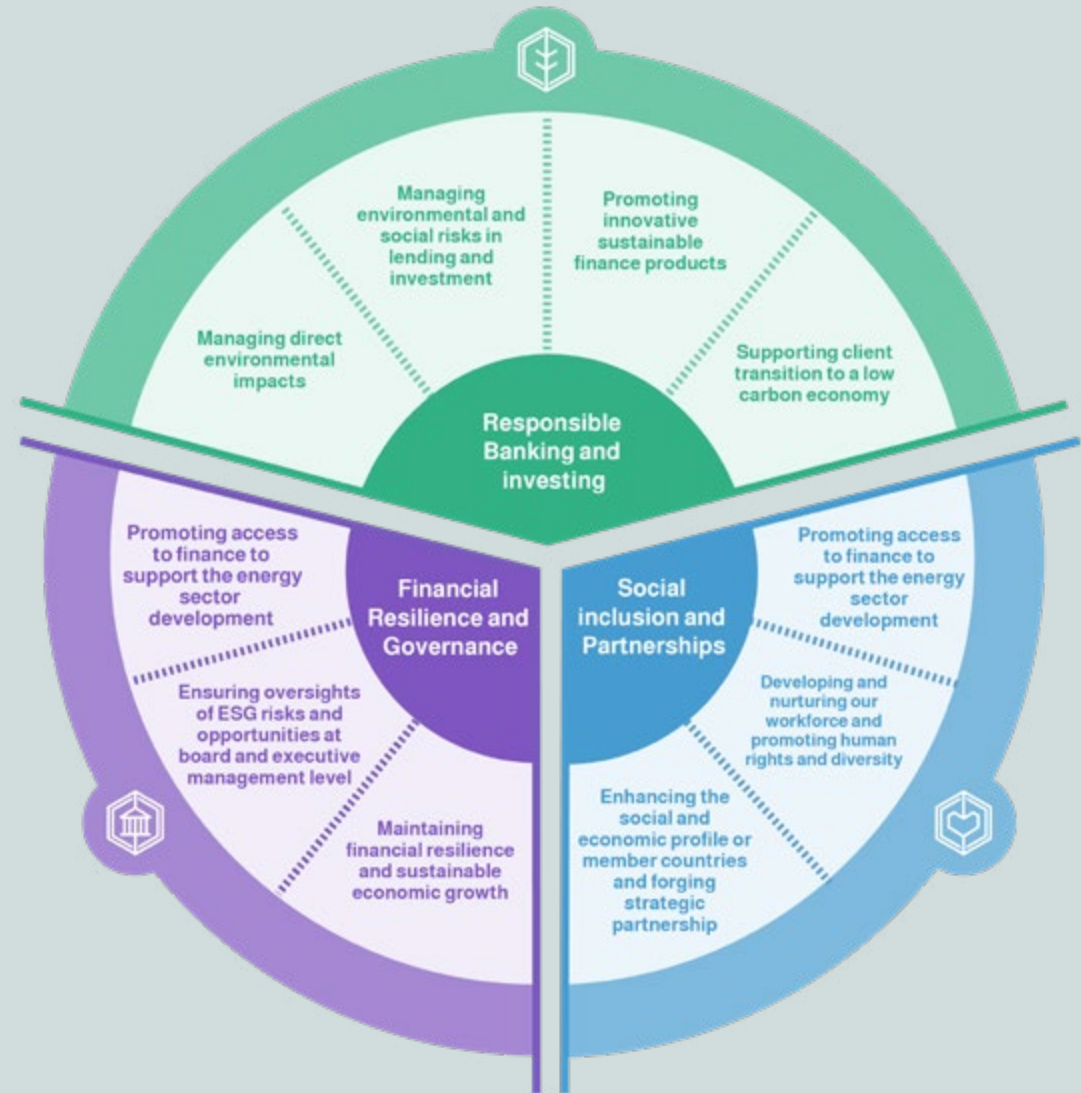 Managing
environmental and
social risks in
lending and
investment
Promoting
innovative
sustainable
finance products
Managing direct
environmental
impacts
Supporting client
transition to a low
carbon economy
Responsible
Banking and
investing
Promoting access
to finance to
support the energy
sector
development
Financial
Resilience and
Governance
Social
inclusion and
Partnerships
Promoting access
to finance to
support the energy
sector
development
Ensuring oversights
of ESG risks and
opportunities at
board and executive
management level
Developing and
nurturing our
workforce and
promoting human
rights and diversity
Maintaining
financial resilience
and sustainable
economic growth
Enhancing the
social and
economic profile or
member countries
and forging
strategic
partnership